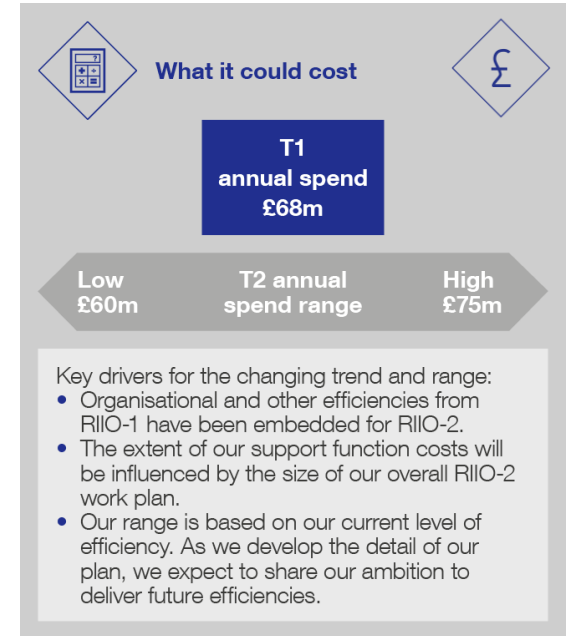 What it could cost
£
T1
annual spend
£68m
Low
£60m
T2 annual
spend range
High
£75m
Key drivers for the changing trend and range:
• Organisational and other efficiencies from
RIIO-1 have been embedded for RIIO-2.
• The extent of our support function costs will
be influenced by the size of our overall RIIO-2
work plan.
• Our range is based on our current level of
efficiency. As we develop the detail of our
plan, we expect to share our ambition to
deliver future efficiencies.